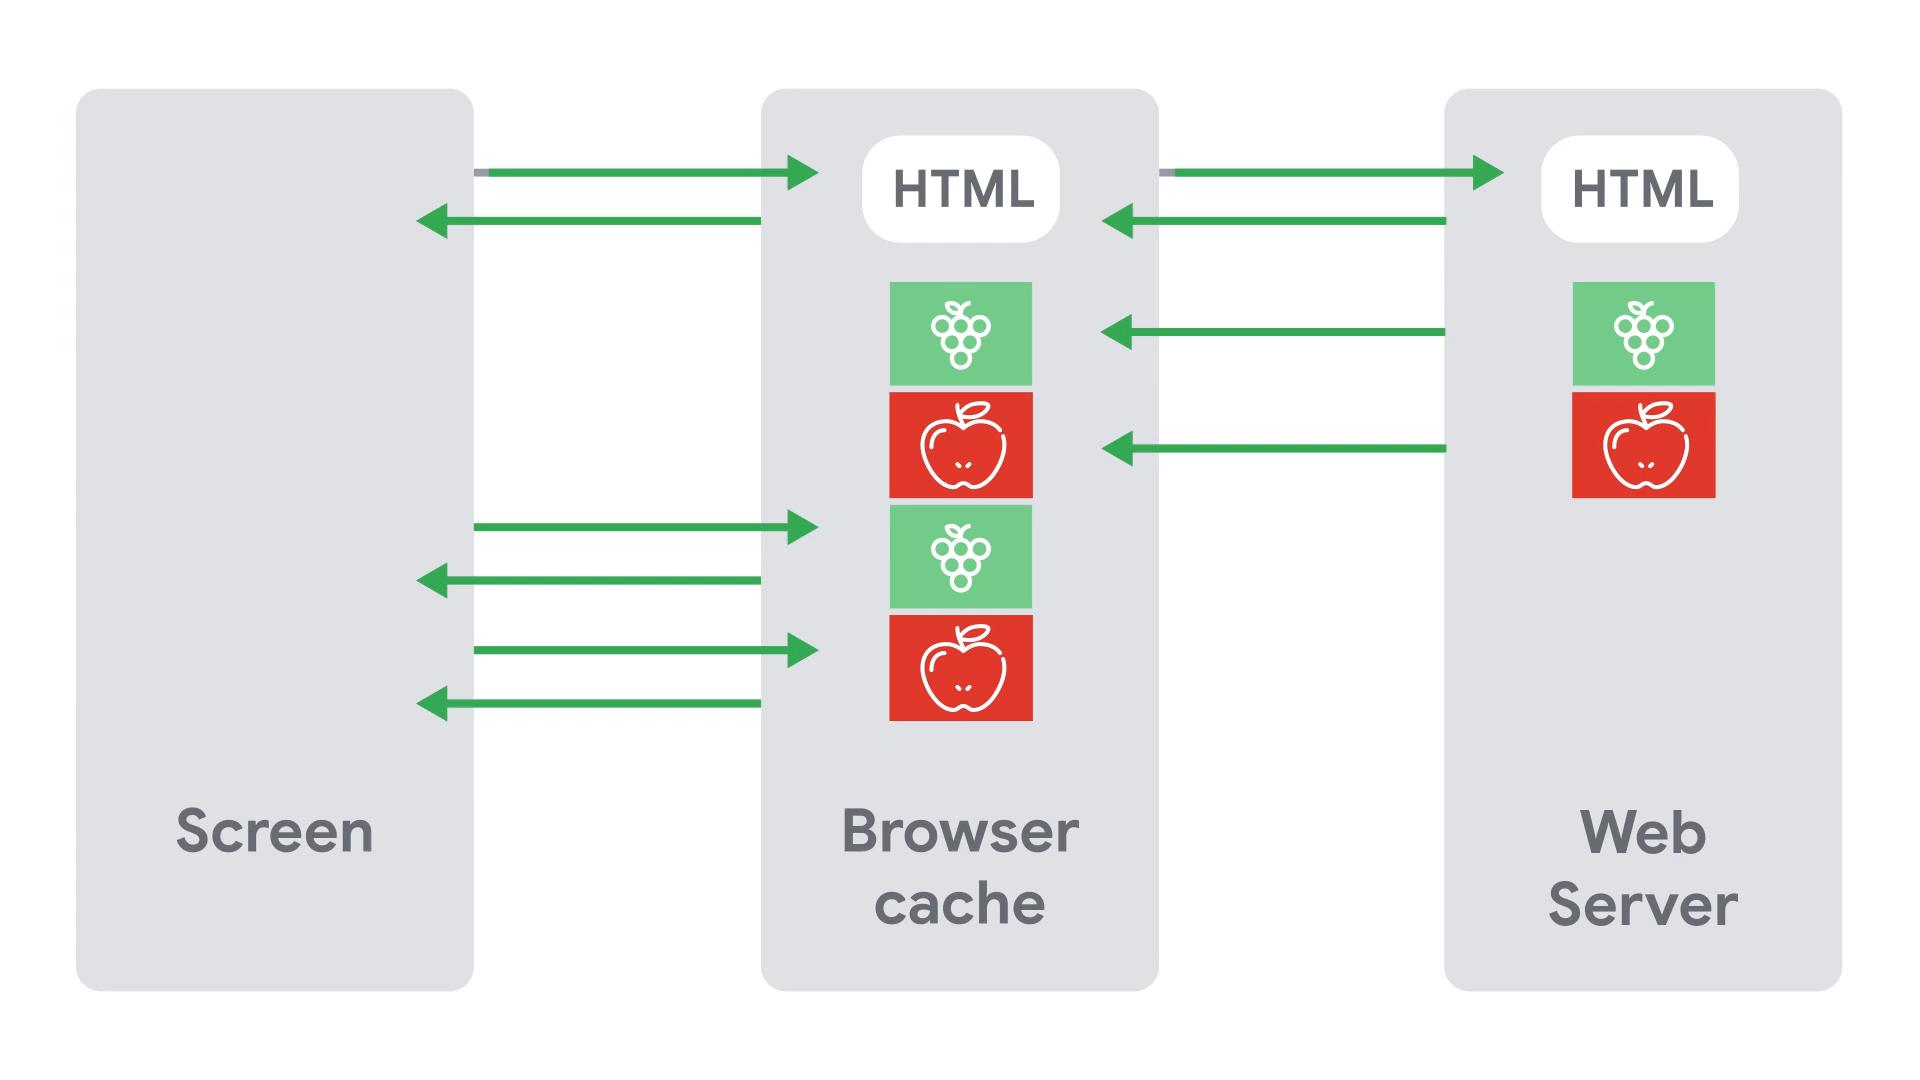 HTML
HTML
Screen
Browser
cache
Web
Server